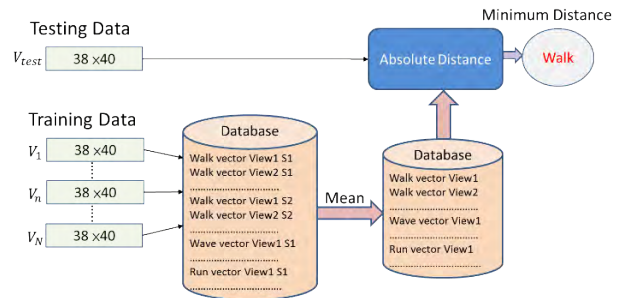 Minimum Distance
Testing Data
V_test
38 ×40
Absolute Distance
Walk
Training Data
V_1
38 ×40
V_n
38 ×40
V_N
38 ×40
Database
Walk vector View1 S1
Walk vector View2 S1
................................
Walk vector View1 S2
Walk vector View2 S2
................................
Wave vector View1 S1
................................
Run vector View1 S1
................................
Mean
Database
Walk vector View1
Walk vector View2
................................
Wave vector View1
................................
Run vector View1
................................